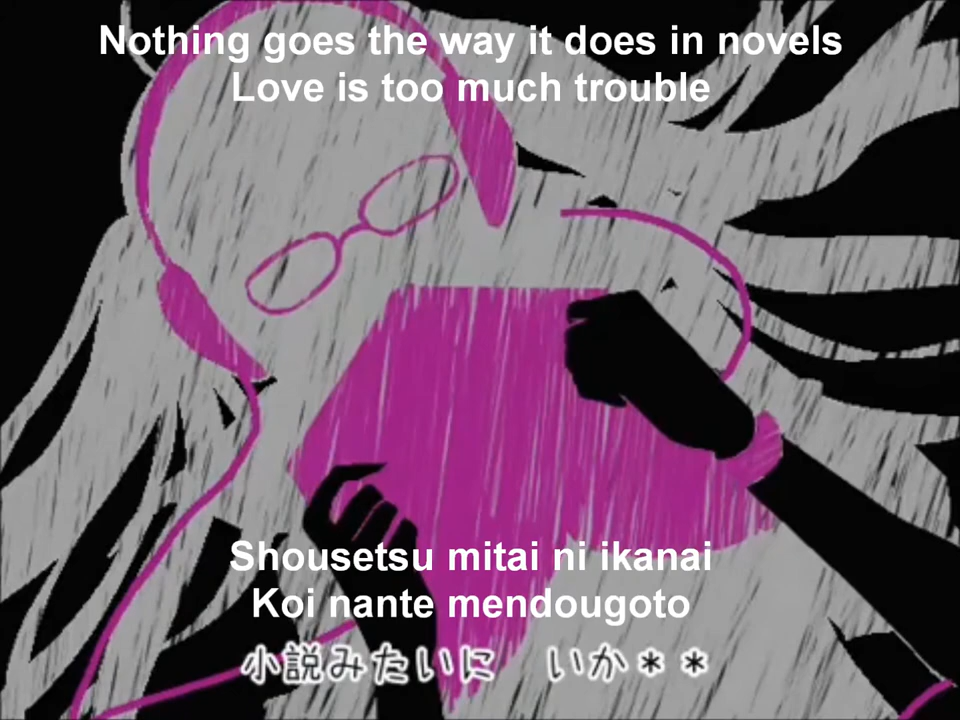 Nothing goes the way it does in novels
Love is too much trouble
Shousetsu mitai ni ikanai
Koi nante mendougoto
小説みたいに いか＊＊